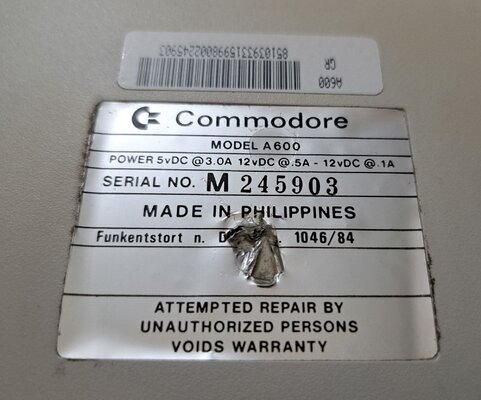 A600
GR
85103933159980002245903
Commodore
MODEL A600
POWER 5vDC @3.0A 12vDC @.5A - 12vDC @.1A
SERIAL NO. M 245903
MADE IN PHILIPPINES
Funkentstort n. 1046/84
ATTEMPTED REPAIR BY
UNAUTHORIZED PERSONS
VOIDS WARRANTY